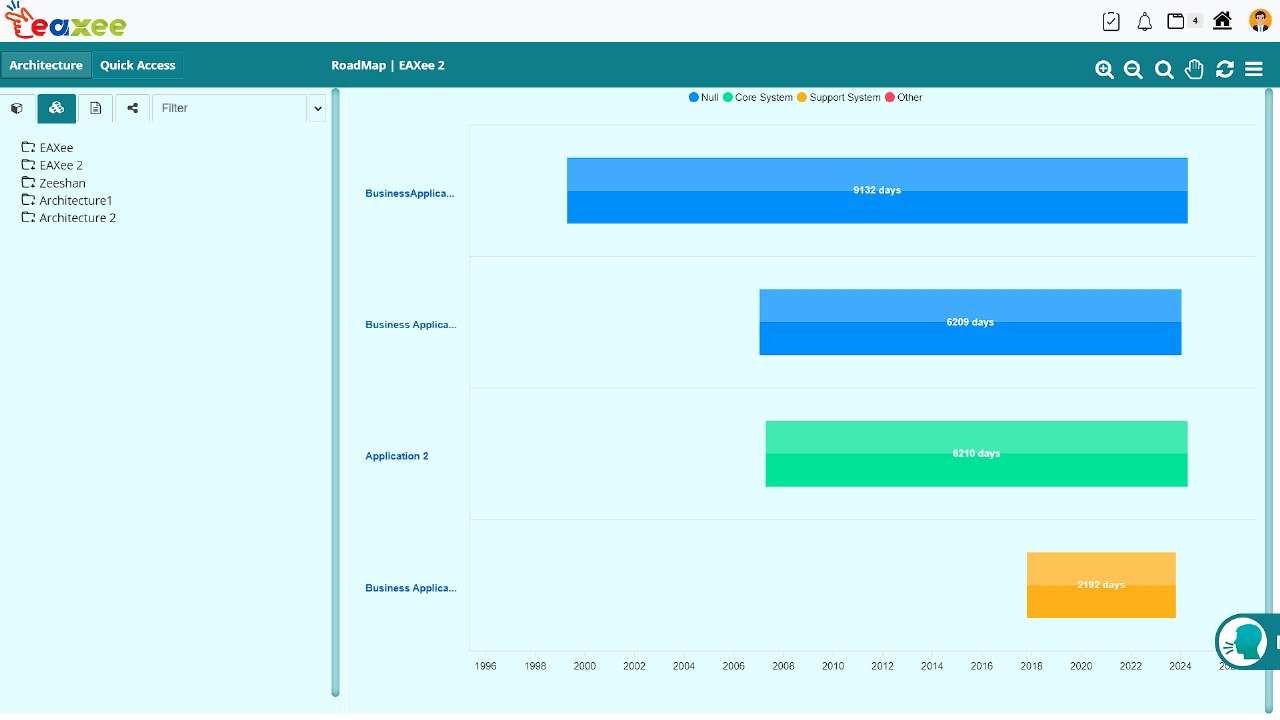 eaxee
4
Architecture
Quick Access
RoadMap | EAXee 2
Filter
EAXee
EAXee 2
Zeeshan
Architecture1
Architecture 2
Null
Core System
Support System
Other
BusinessApplica...
9132 days
Business Applica...
6209 days
Application 2
6210 days
Business Applica...
2192 days
1996 1998 2000 2002 2004 2006 2008 2010 2012 2014 2016 2018 2020 2022 2024